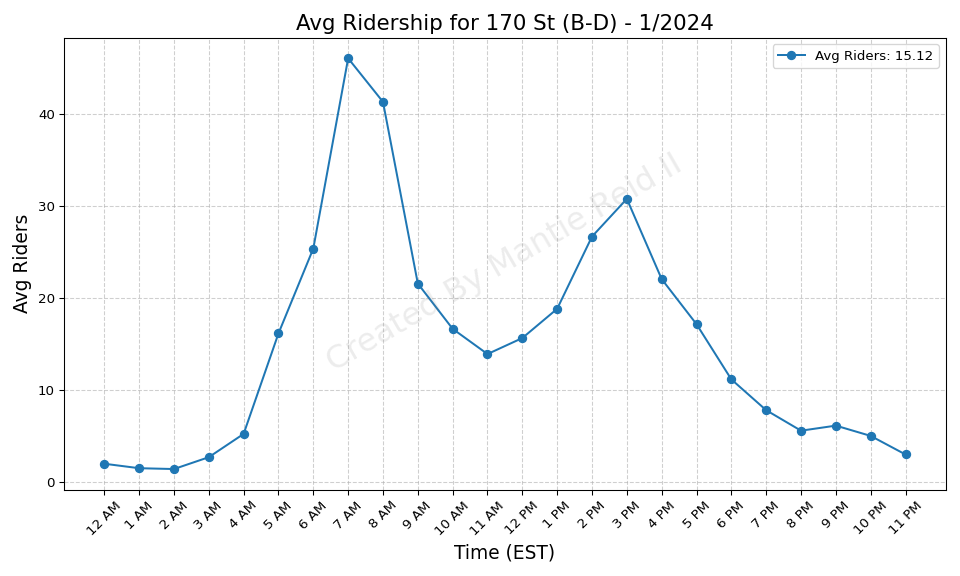 Avg Ridership for 170 St (B-D) - 1/2024
Avg Riders: 15.12
Avg Riders
40
30
20
10
0
Created By Mantie Reid II
12 AM 1 AM 2 AM 3 AM 4 AM 5 AM 6 AM 7 AM 8 AM 9 AM 10 AM 11 AM 12 PM 1 PM 2 PM 3 PM 4 PM 5 PM 6 PM 7 PM 8 PM 9 PM 10 PM 11 PM
Time (EST)